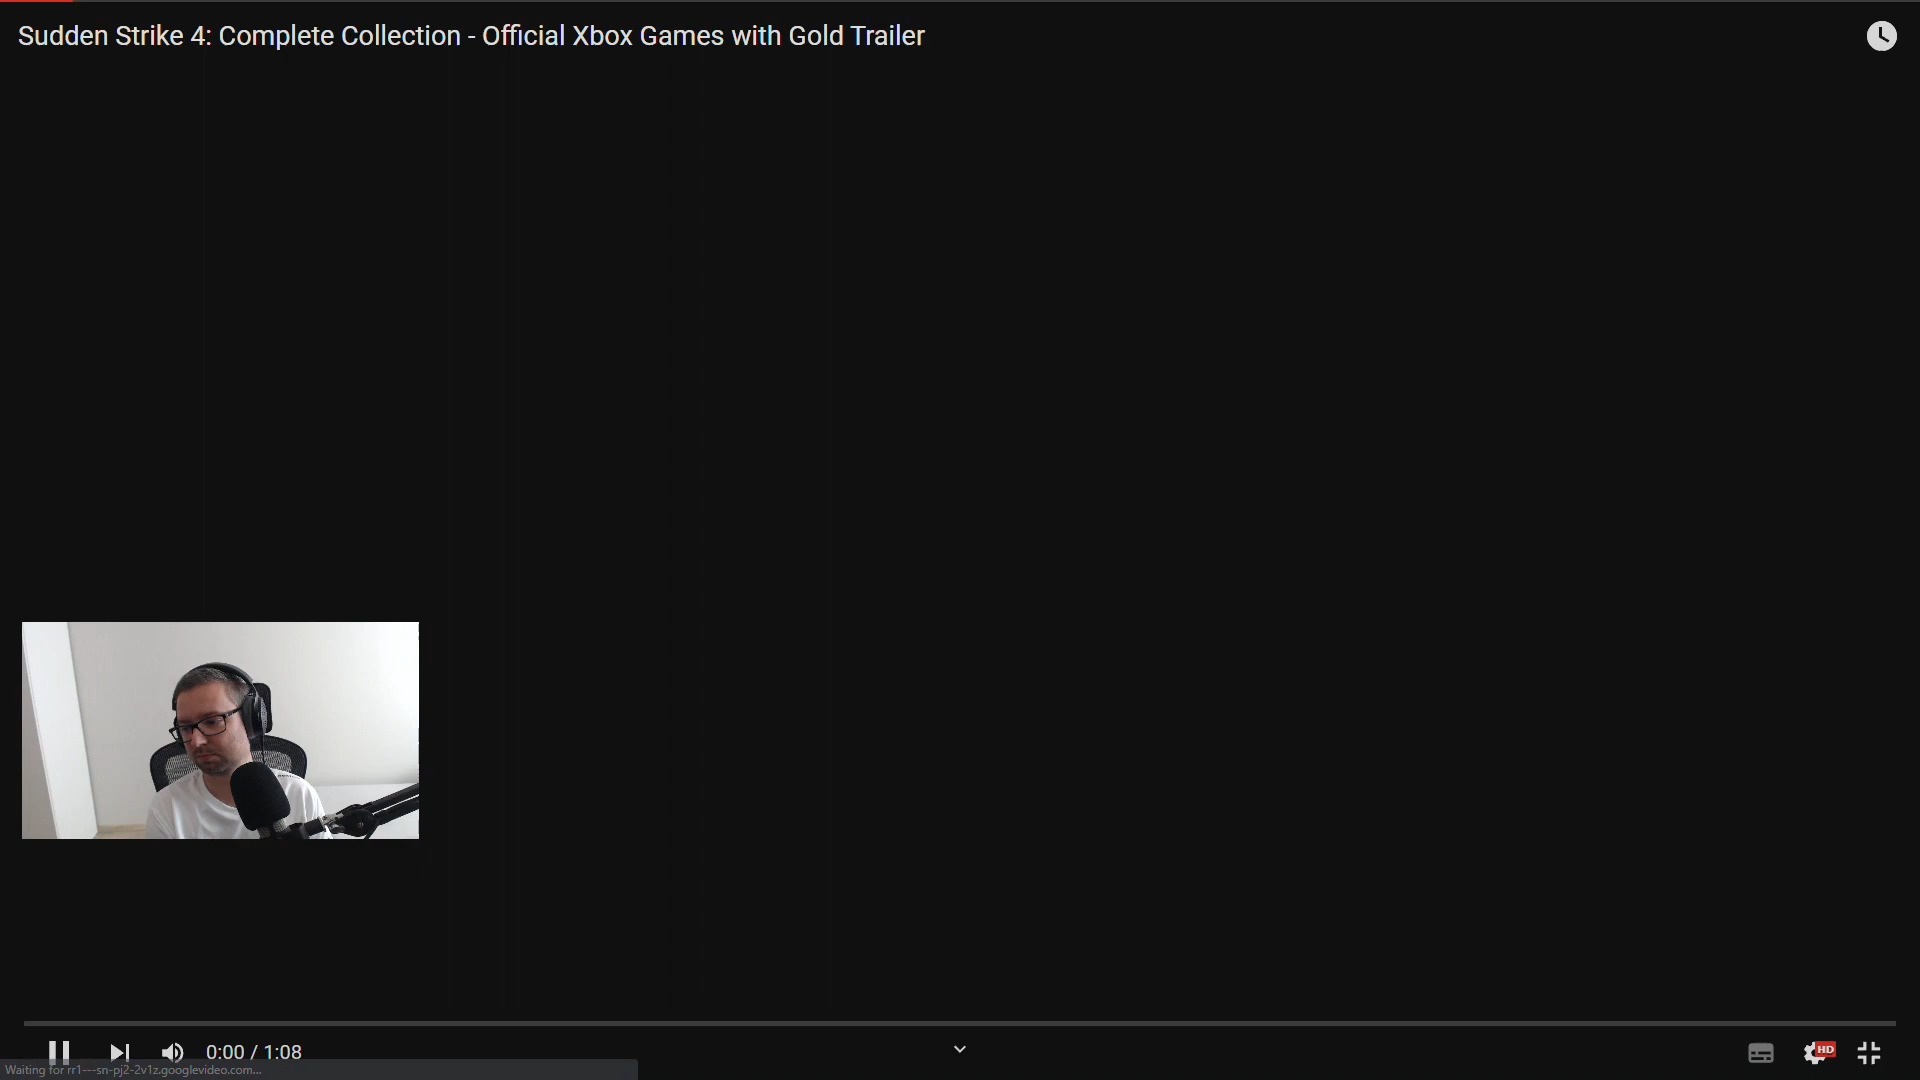 Sudden Strike 4: Complete Collection - Official Xbox Games with Gold Trailer
0:00 / 1:08
HD
Waiting for rr1---sn-pj2-2v1z.googlevideo.com...